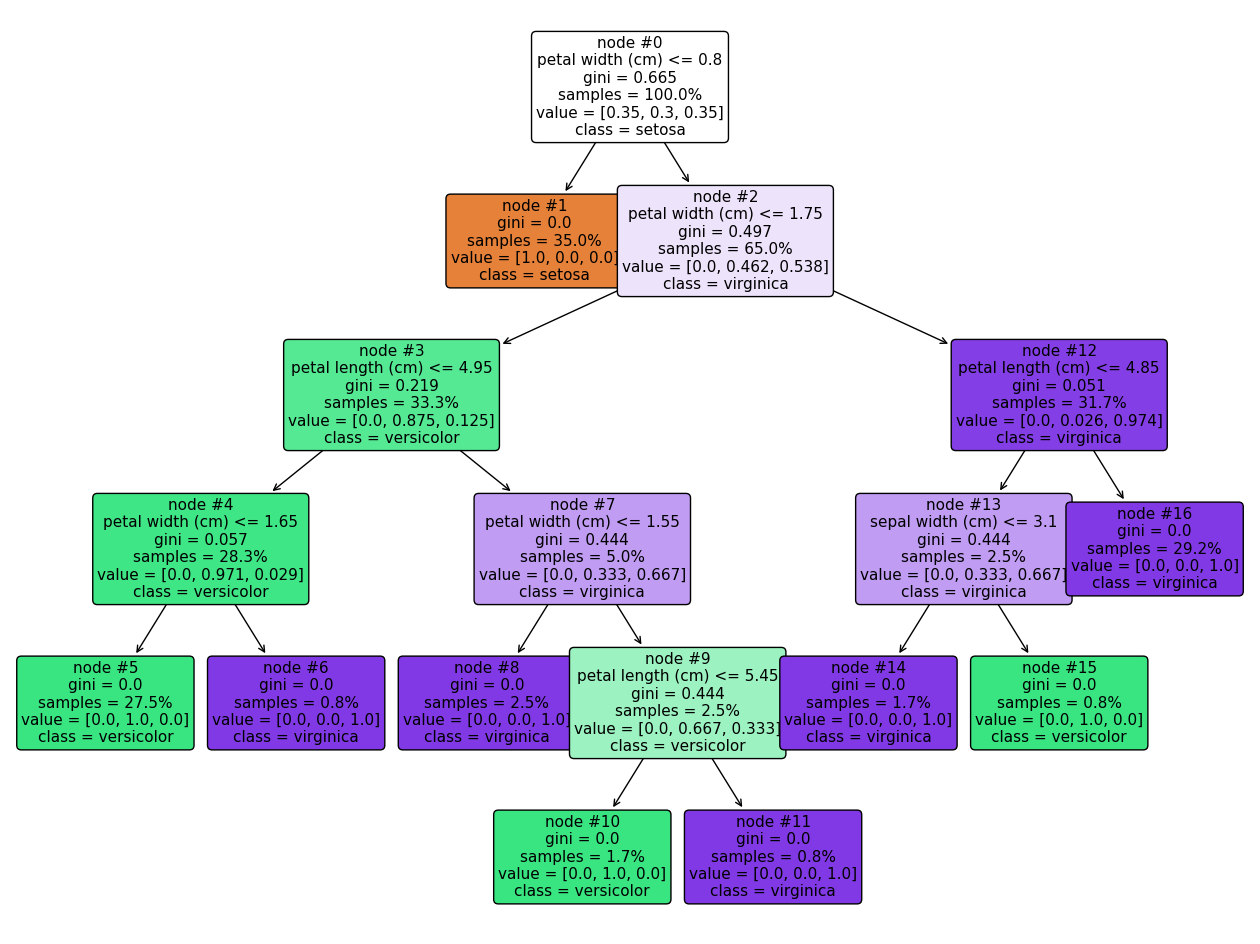 node #0
petal width (cm) <= 0.8
gini = 0.665
samples = 100.0%
value = [0.35, 0.3, 0.35]
class = setosa
node #1
gini = 0.0
samples = 35.0%
value = [1.0, 0.0, 0.0]
class = setosa
node #2
petal width (cm) <= 1.75
gini = 0.497
samples = 65.0%
value = [0.0, 0.462, 0.538]
class = virginica
node #3
petal length (cm) <= 4.95
gini = 0.219
samples = 33.3%
value = [0.0, 0.875, 0.125]
class = versicolor
node #12
petal length (cm) <= 4.85
gini = 0.051
samples = 31.7%
value = [0.0, 0.026, 0.974]
class = virginica
node #4
petal width (cm) <= 1.65
gini = 0.057
samples = 28.3%
value = [0.0, 0.971, 0.029]
class = versicolor
node #7
petal width (cm) <= 1.55
gini = 0.444
samples = 5.0%
value = [0.0, 0.333, 0.667]
class = virginica
node #13
sepal width (cm) <= 3.1
gini = 0.444
samples = 2.5%
value = [0.0, 0.333, 0.667]
class = virginica
node #16
gini = 0.0
samples = 29.2%
value = [0.0, 0.0, 1.0]
class = virginica
node #5
gini = 0.0
samples = 27.5%
value = [0.0, 1.0, 0.0]
class = versicolor
node #6
gini = 0.0
samples = 0.8%
value = [0.0, 0.0, 1.0]
class = virginica
node #8
gini = 0.0
samples = 2.5%
value = [0.0, 0.0, 1.0]
class = virginica
node #9
petal length (cm) <= 5.45
gini = 0.444
samples = 2.5%
value = [0.0, 0.667, 0.333]
class = versicolor
node #14
gini = 0.0
samples = 1.7%
value = [0.0, 0.0, 1.0]
class = virginica
node #15
gini = 0.0
samples = 0.8%
value = [0.0, 1.0, 0.0]
class = versicolor
node #10
gini = 0.0
samples = 1.7%
value = [0.0, 1.0, 0.0]
class = versicolor
node #11
gini = 0.0
samples = 0.8%
value = [0.0, 0.0, 1.0]
class = virginica